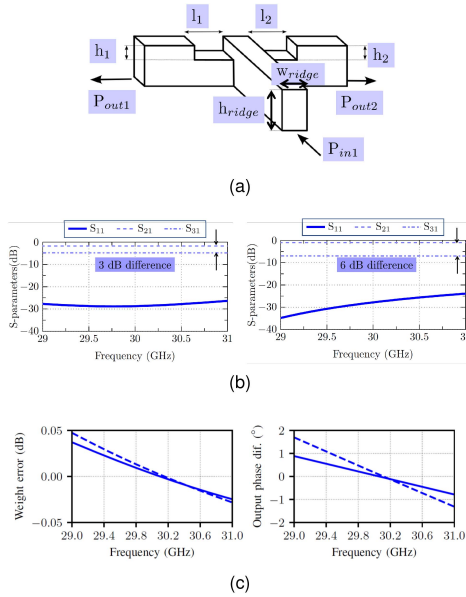 l1 l2
h1 h2
wridge
Pout1 hridge Pout2
Pin1
(a)
S11 S21 S31
S11 S21 S31
0
-10
-20
-30
-40
S-parameters(dB)
3 dB difference
29 29.5 30 30.5 31
Frequency (GHz)
0
-10
-20
-30
-40
S-parameters(dB)
6 dB difference
29 29.5 30 30.5 31
Frequency (GHz)
(b)
0.05
0.00
−0.05
Weight error (dB)
29.0 29.4 29.8 30.2 30.6 31.0
Frequency (GHz)
2
1
0
−1
−2
Output phase dif. (°)
29.0 29.4 29.8 30.2 30.6 31.0
Frequency (GHz)
(c)